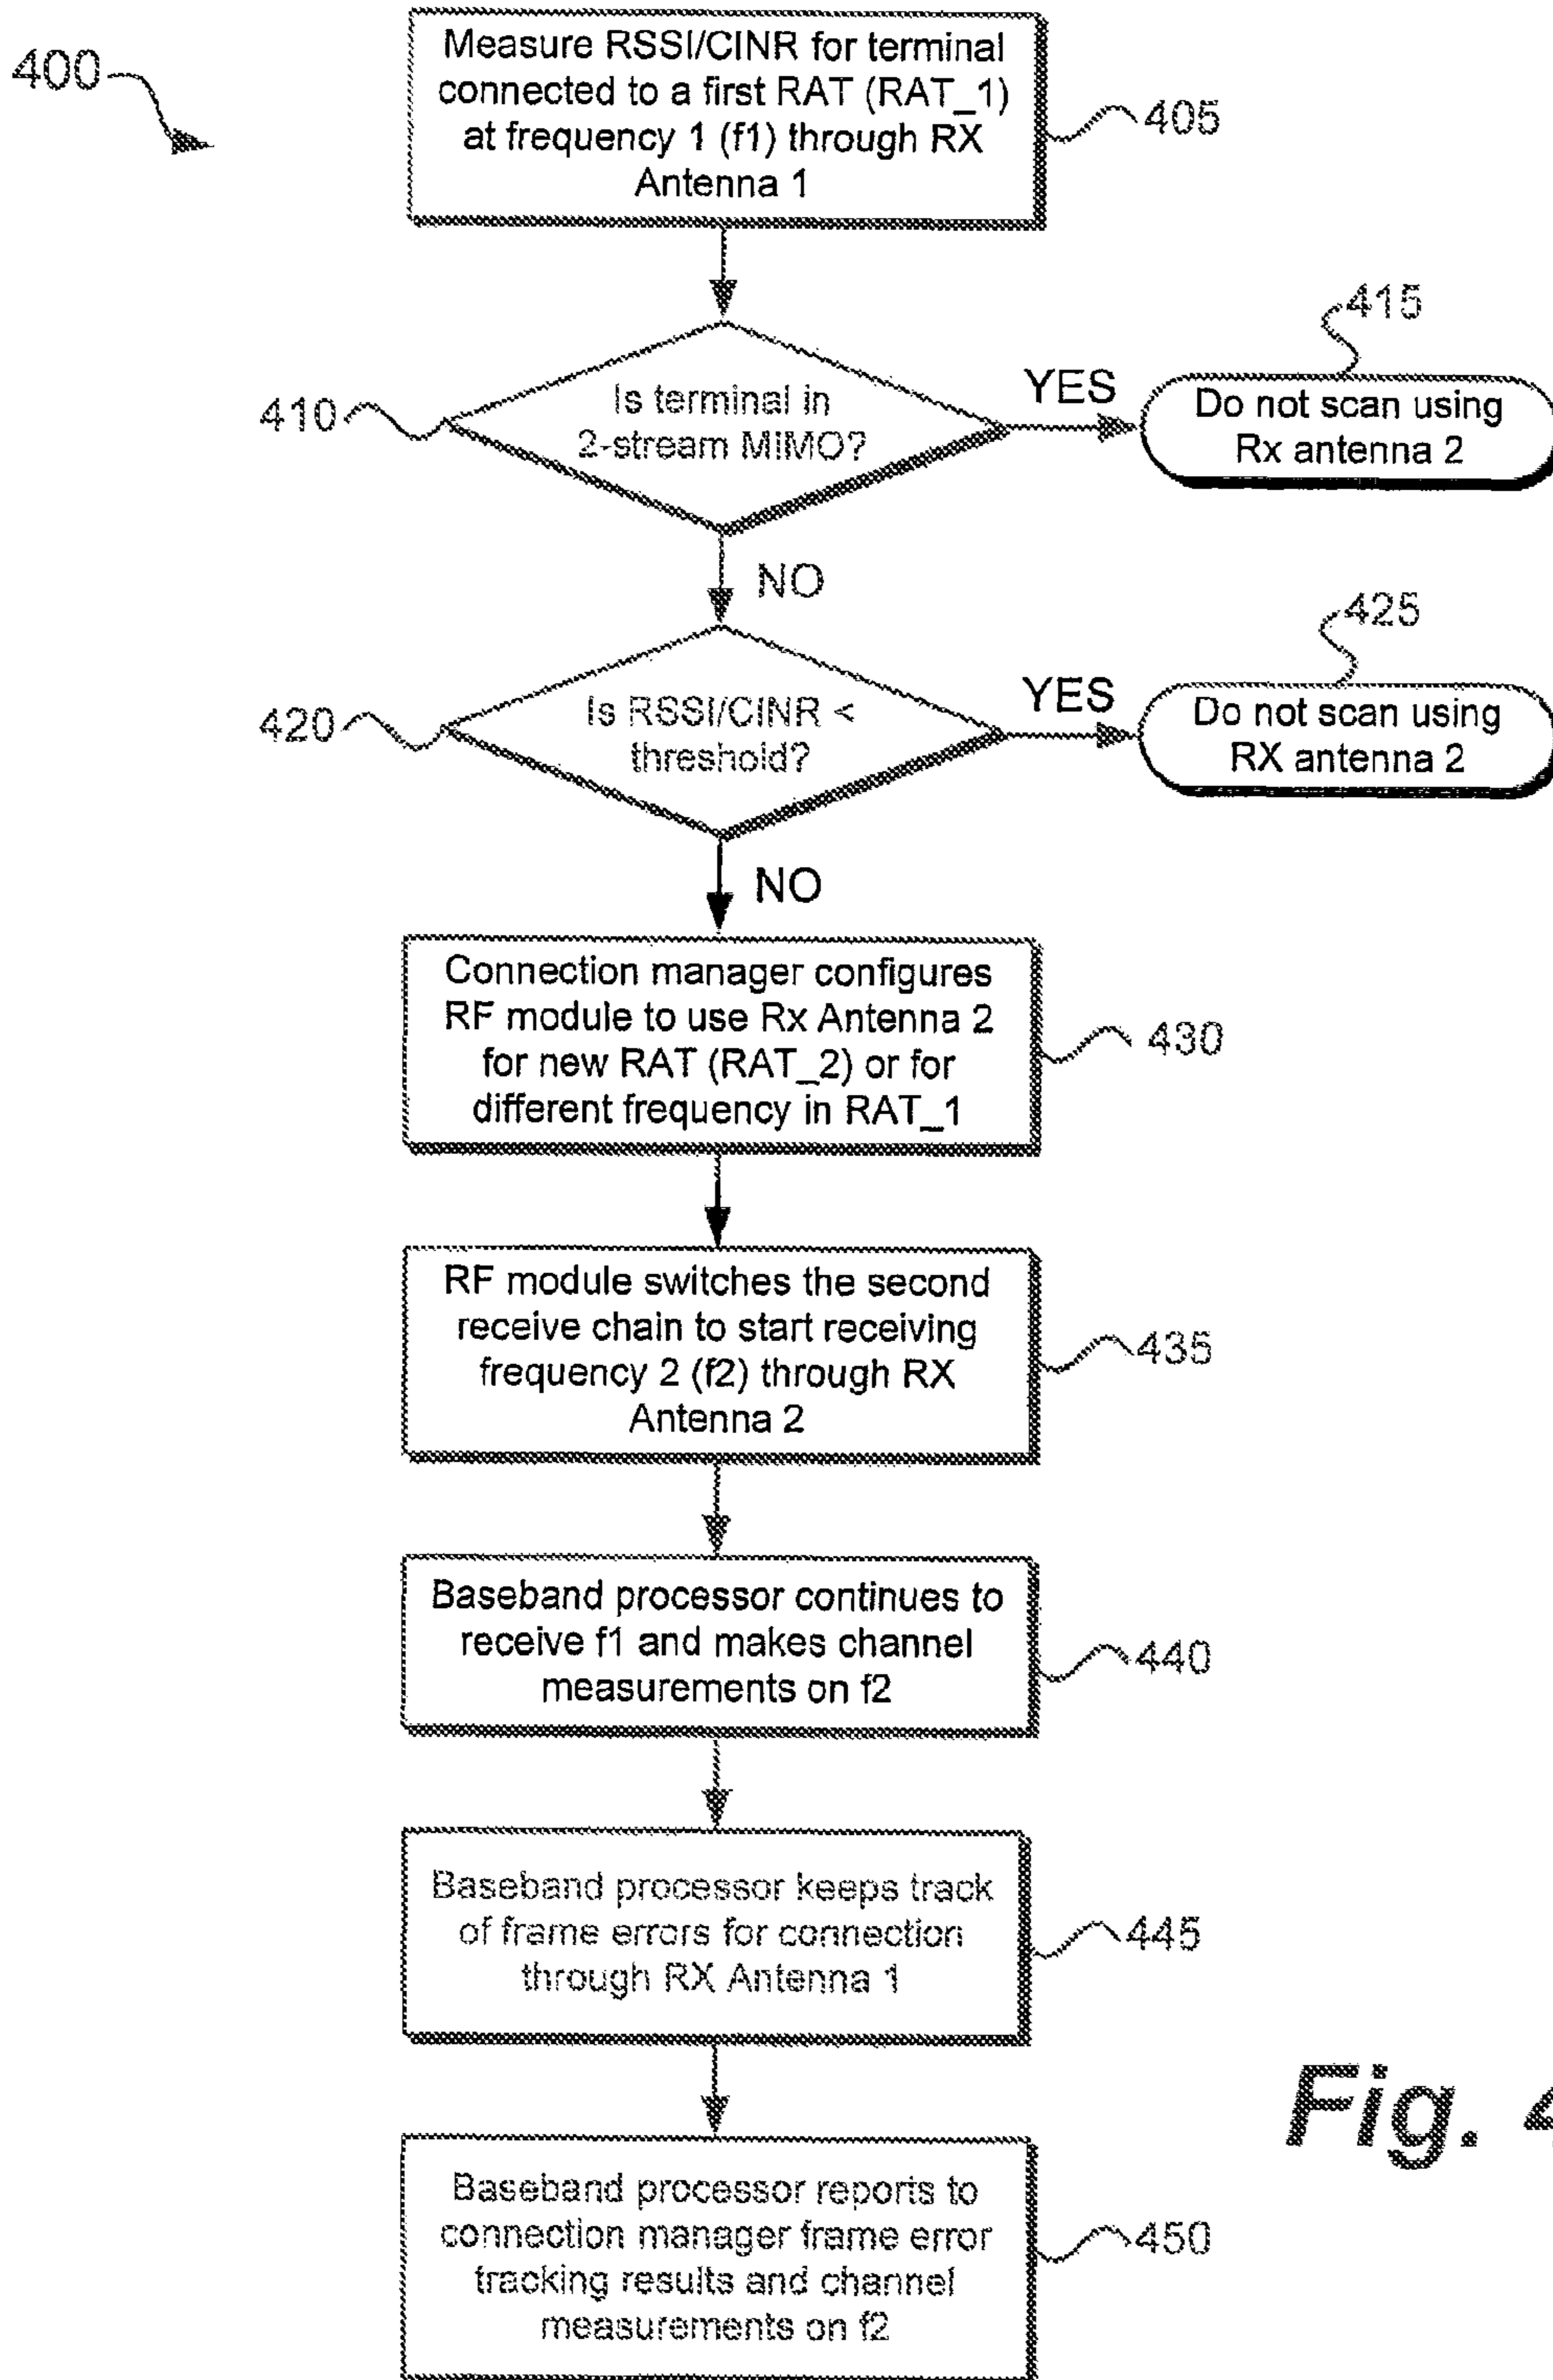 400
Measure RSSI/CINR for terminal
connected to a first RAT (RAT_1)
at frequency 1 (f1) through RX
Antenna 1
405
415
410
Is terminal in
2-stream MIMO?
YES
Do not scan using
Rx antenna 2
NO
425
420
Is RSSI/CINR <
threshold?
YES
Do not scan using
RX antenna 2
NO
Connection manager configures
RF module to use Rx Antenna 2
for new RAT (RAT_2) or for
different frequency in RAT_1
430
RF module switches the second
receive chain to start receiving
frequency 2 (f2) through RX
Antenna 2
435
Baseband processor continues to
receive f1 and makes channel
measurements on f2
440
Baseband processor keeps track
of frame errors for connection
through RX Antenna 1
445
Baseband processor reports to
connection manager frame error
tracking results and channel
measurements on f2
450
Fig. 4